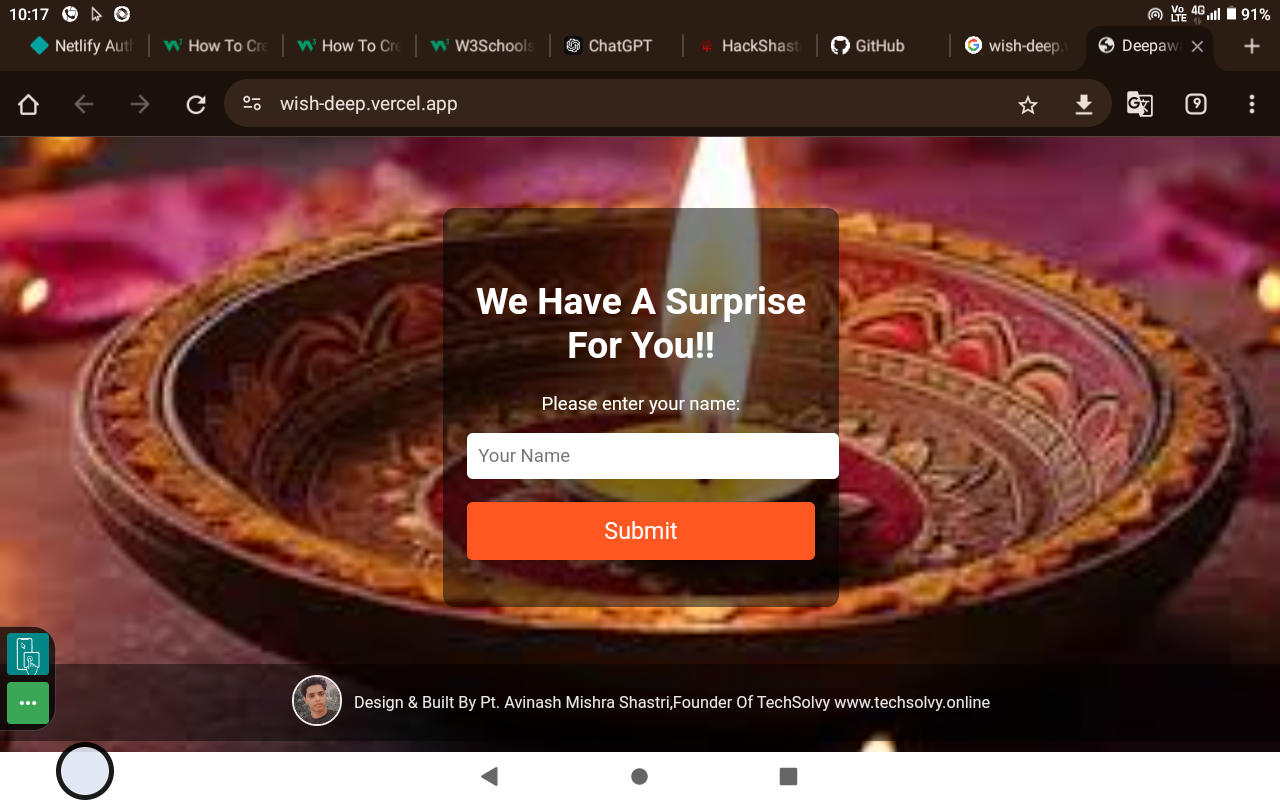 10:17
Vo LTE 4G 91%
Netlify Aut
How To Cre
How To Cre
W3Schools
ChatGPT
HackShast
GitHub
wish-deep.v
Deepaw
wish-deep.vercel.app
9
We Have A Surprise
For You!!
Please enter your name:
Your Name
Submit
Design & Built By Pt. Avinash Mishra Shastri,Founder Of TechSolvy www.techsolvy.online